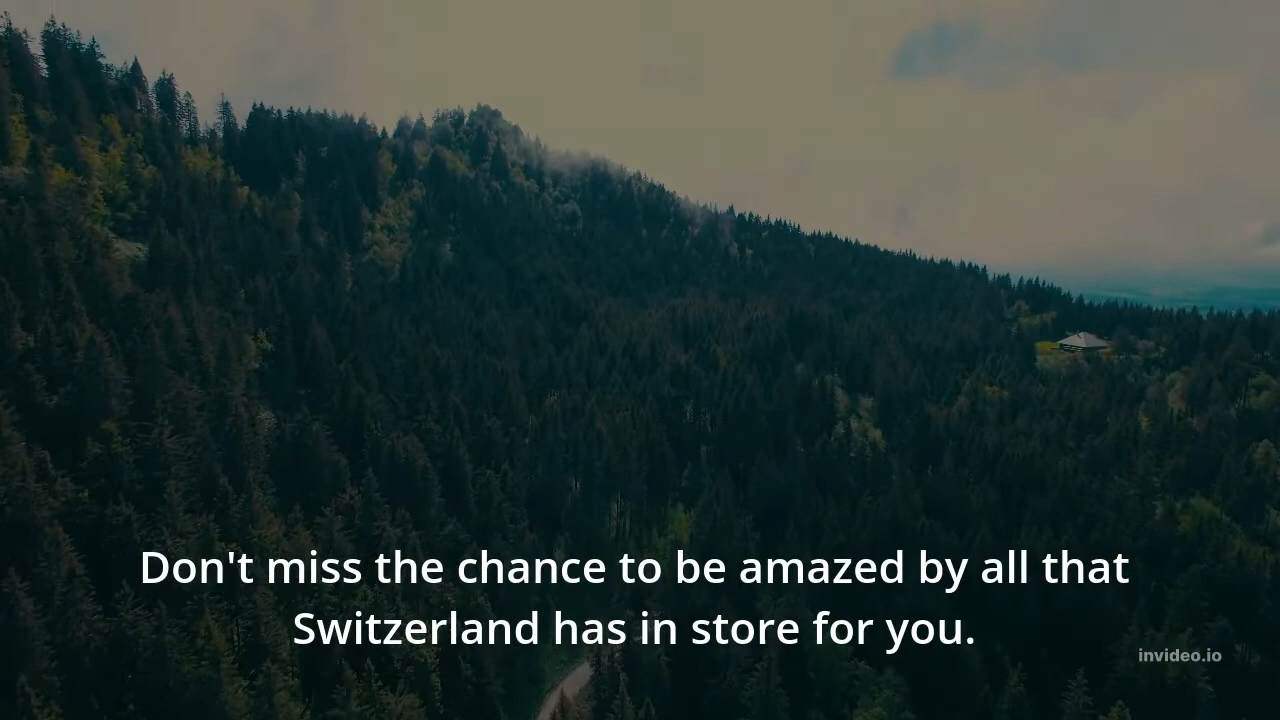 Don't miss the chance to be amazed by all that
Switzerland has in store for you.
invideo.io